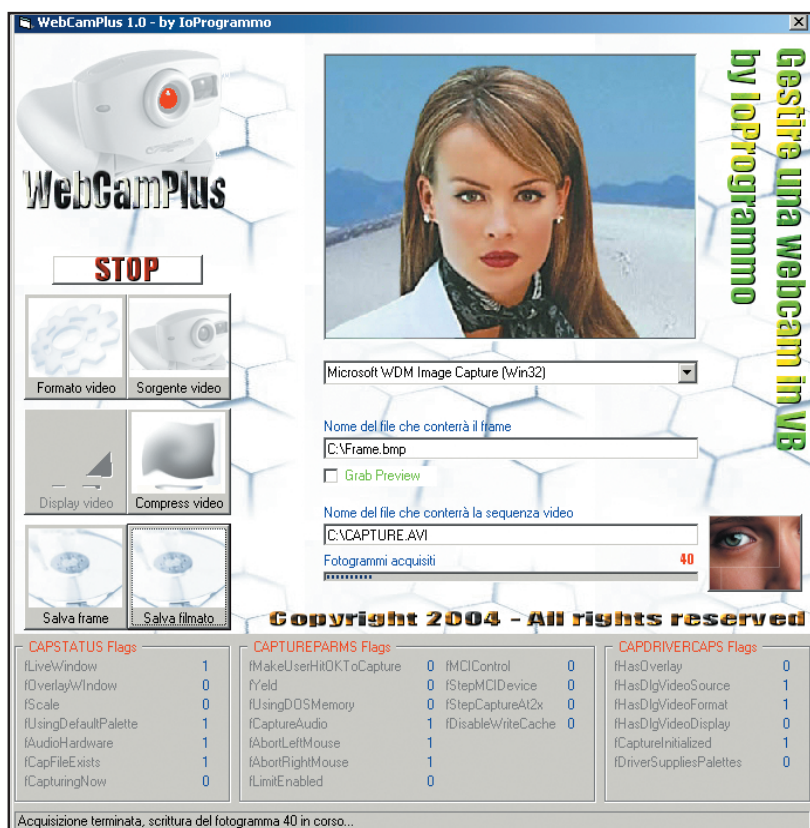 WebCamPlus 1.0 - by IoProgrammo
WebCamPlus
Gestire una webcam in VB
by IoProgrammo
STOP
Formato video
Sorgente video
Display video
Compress video
Salva frame
Salva filmato
Microsoft WDM Image Capture (Win32)
Nome del file che conterrà il frame
C:\Frame.bmp
Grab Preview
Nome del file che conterrà la sequenza video
C:\CAPTURE.AVI
Fotogrammi acquisiti 40
Copyright 2004 - All rights reserved
CAPSTATUS Flags
fLiveWindow 1
fOverlayWIndow 0
fScale 0
fUsingDefaultPalette 1
fAudioHardware 1
fCapFileExists 1
fCapturingNow 0
CAPTUREPARMS Flags
fMakeUserHitOKToCapture 0
fYeld 0
fUsingDOSMemory 0
fCaptureAudio 1
fAbortLeftMouse 1
fAbortRightMouse 1
fLimitEnabled 0
fMCIControl 0
fStepMCIDevice 0
fStepCaptureAt2x 0
fDisableWriteCache 0
CAPDRIVERCAPS Flags
fHasOverlay 0
fHasDlgVideoSource 1
fHasDlgVideoFormat 1
fHasDlgVideoDisplay 0
fCaptureInitialized 1
fDriverSuppliesPalettes 0
Acquisizione terminata, scrittura del fotogramma 40 in corso...